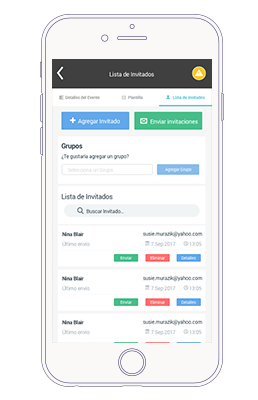 Lista de Invitados
Detalles del Evento Plantilla Lista de Invitados
Agregar Invitado Enviar invitaciones
Grupos
¿Te gustaría agregar un grupo?
Seleccionar un Grupo Agregar Grupo
Lista de Invitados
Buscar Invitado...
Nina Blair susie.murazik@yahoo.com
Último envío 7 Sep 2017 13:05
Enviar Eliminar Detalles
Nina Blair susie.murazik@yahoo.com
Último envío 7 Sep 2017 13:05
Enviar Eliminar Detalles
Nina Blair susie.murazik@yahoo.com
Último envío 7 Sep 2017 13:05